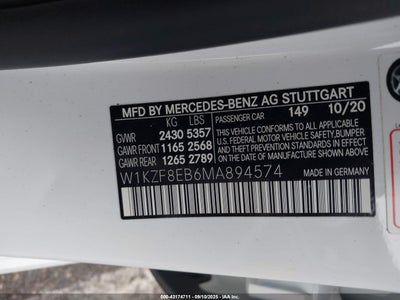 MFD BY MERCEDES-BENZ AG STUTTGART
KG LBS PASSENGER CAR 149 10/20
GVWR 2430 5357 THIS VEHICLE CONFORMS TO ALL APPLICABLE
GAWR FRONT 1165 2568 U.S. FEDERAL MOTOR VEHICLE SAFETY, BUMPER
GAWR REAR 1265 2789 AND THEFT PREVENTION STANDARDS IN EFFECT
ON THE DATE OF MANUFACTURE SHOWN ABOVE.
W1KZF8EB6MA894574
MADE IN GERMANY
© 2025 - 43174711 - 09/10/2025 - IAA, Inc.